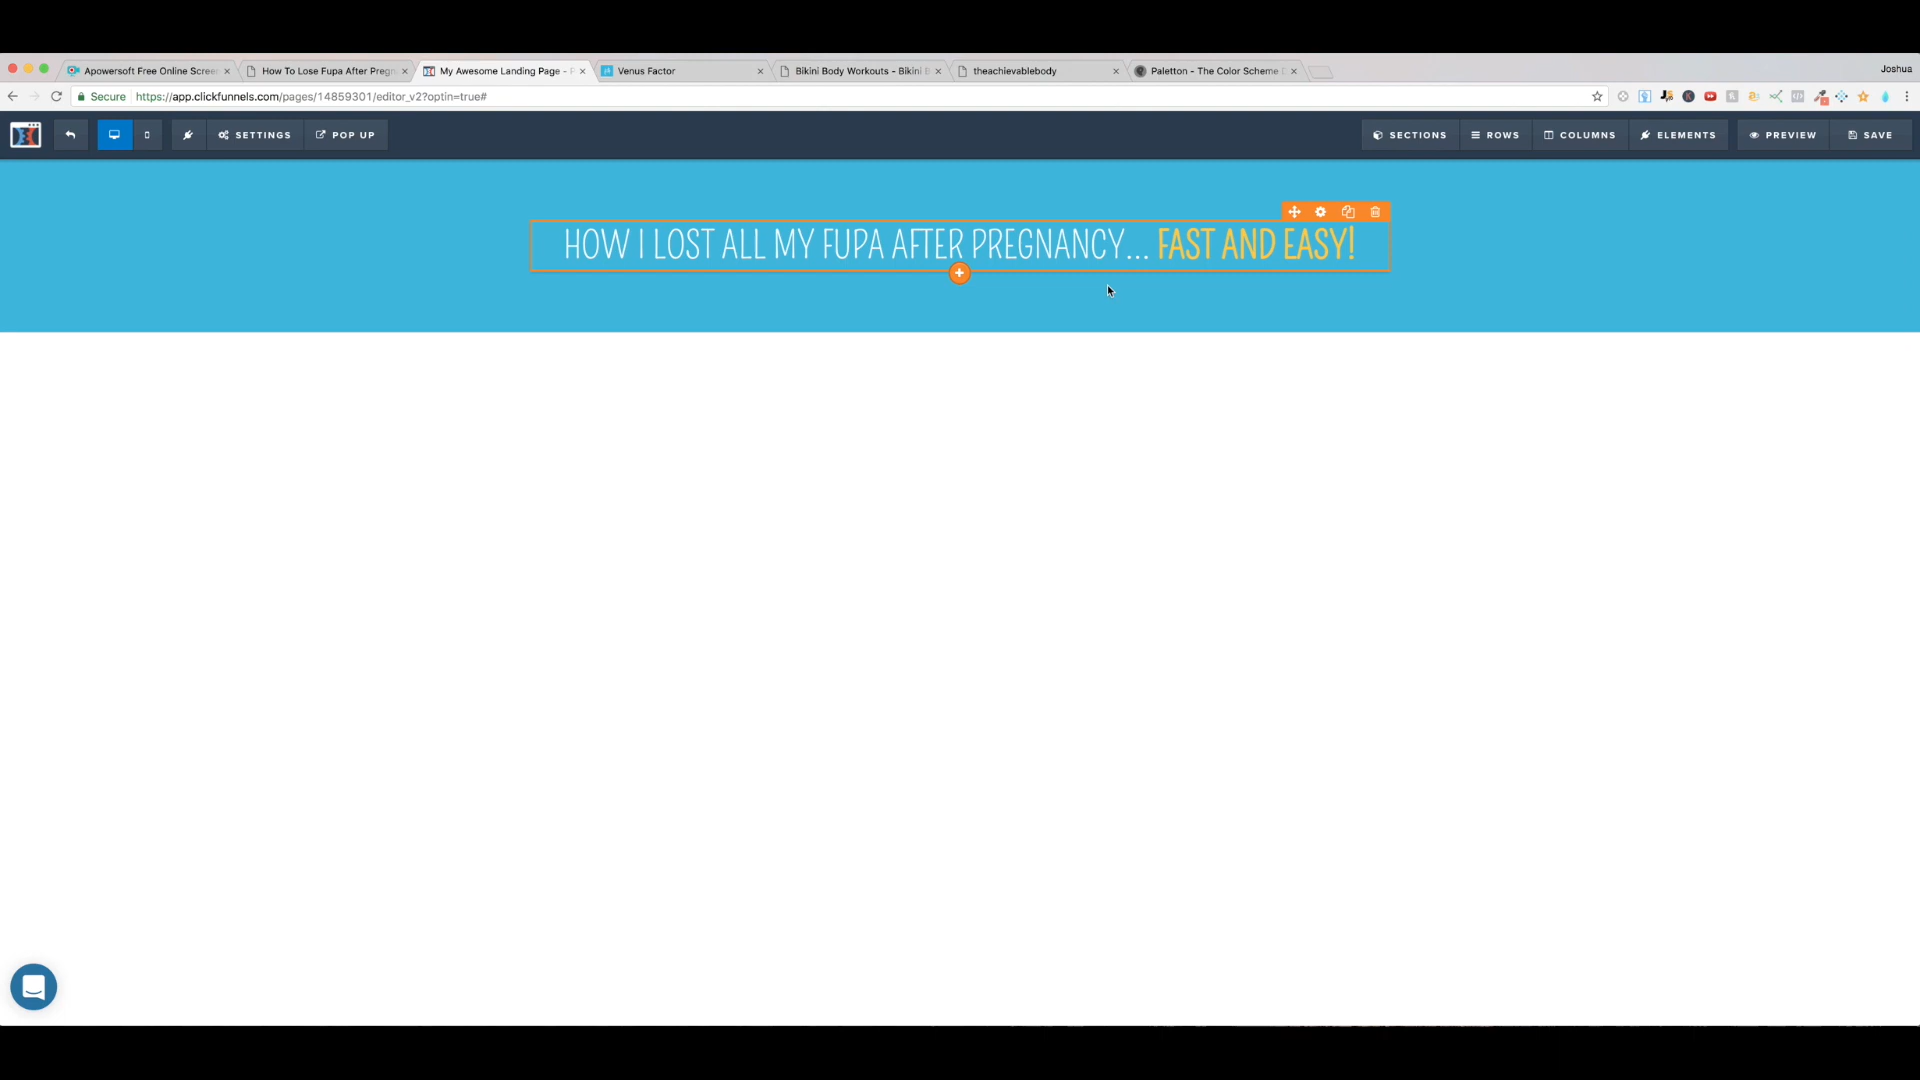 Apowersoft Free Online Screen
How To Lose Fupa After Pregn
My Awesome Landing Page -
Venus Factor
Bikini Body Workouts - Bikini B
theachievablebody
Paletton - The Color Scheme D
Joshua
Secure
https://app.clickfunnels.com/pages/14859301/editor_v2?optin=true#
SETTINGS
POP UP
SECTIONS
ROWS
COLUMNS
ELEMENTS
PREVIEW
SAVE
HOW I LOST ALL MY FUPA AFTER PREGNANCY... FAST AND EASY!